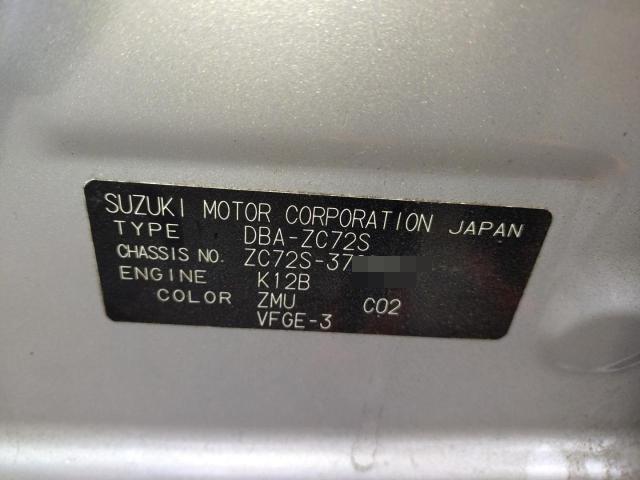 SUZUKI MOTOR CORPORATION JAPAN
TYPE DBA-ZC72S
CHASSIS NO. ZC72S-37
ENGINE K12B
COLOR ZMU C02
VFGE-3